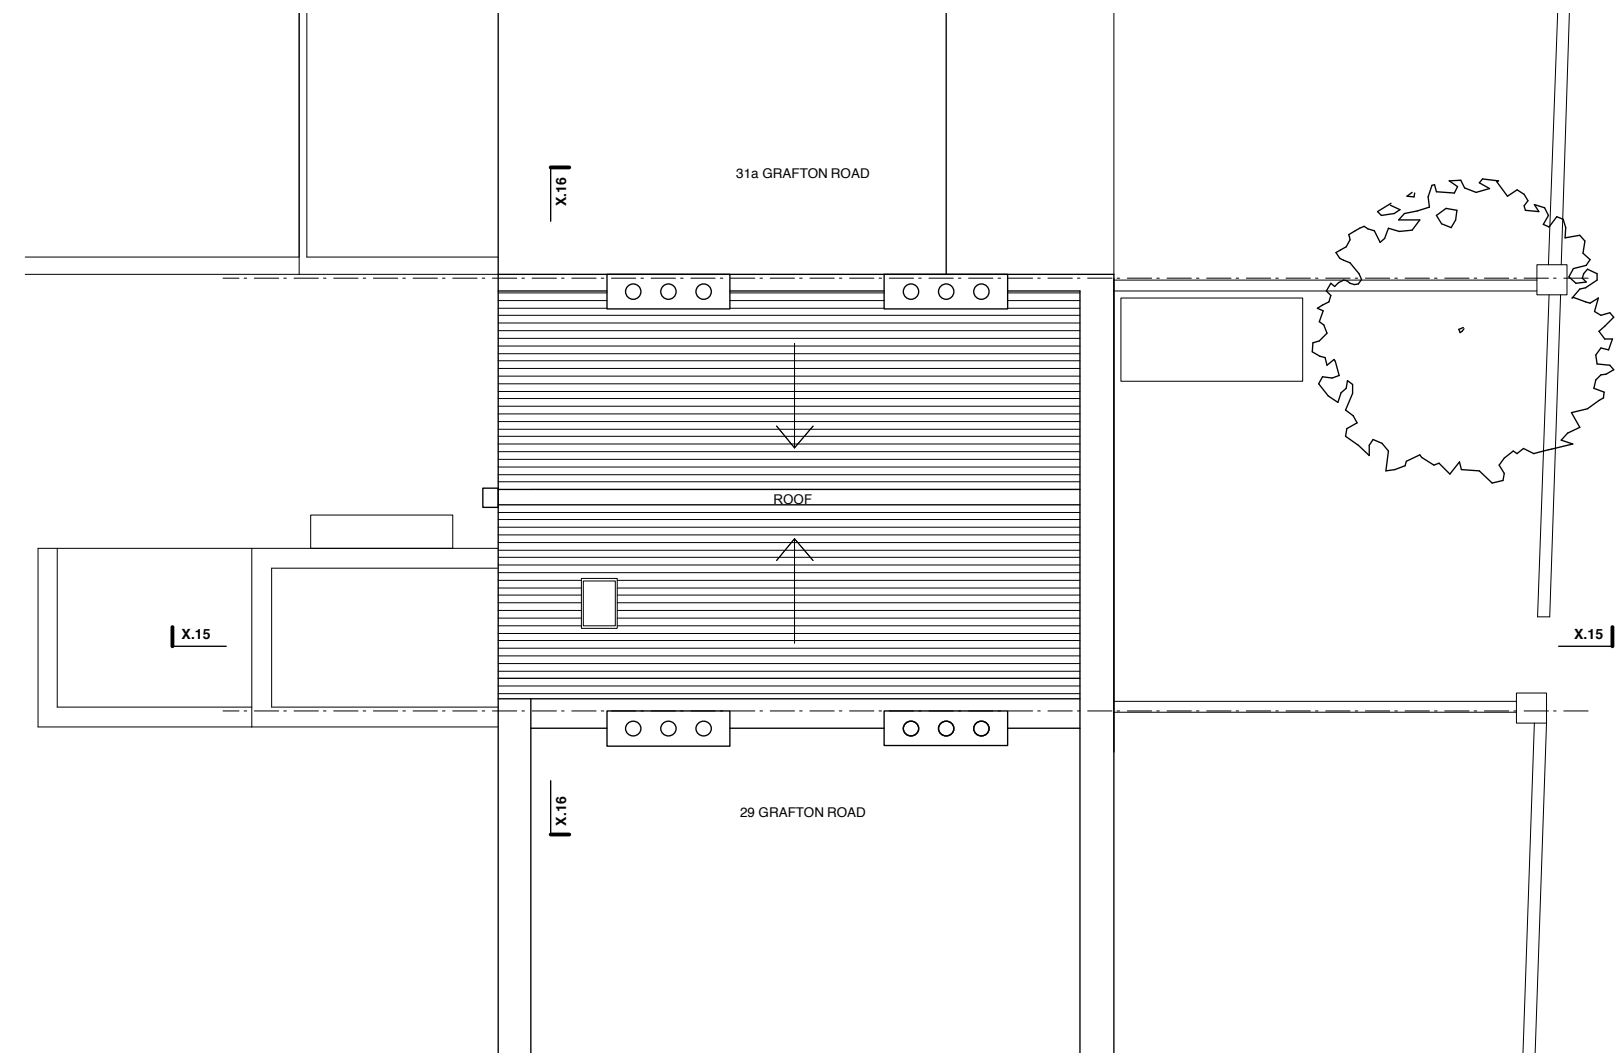 31a GRAFTON ROAD
X.16
ROOF
X.15
X.15
X.16
29 GRAFTON ROAD